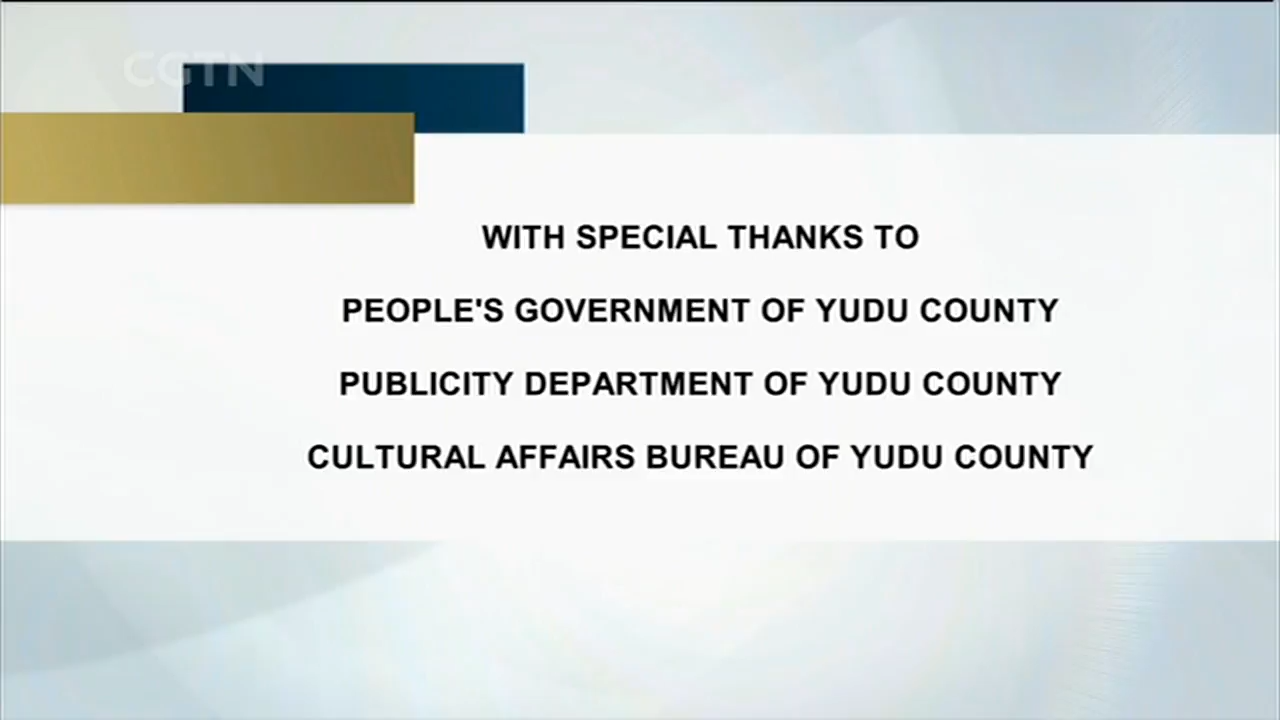 CGTN
WITH SPECIAL THANKS TO
PEOPLE'S GOVERNMENT OF YUDU COUNTY
PUBLICITY DEPARTMENT OF YUDU COUNTY
CULTURAL AFFAIRS BUREAU OF YUDU COUNTY